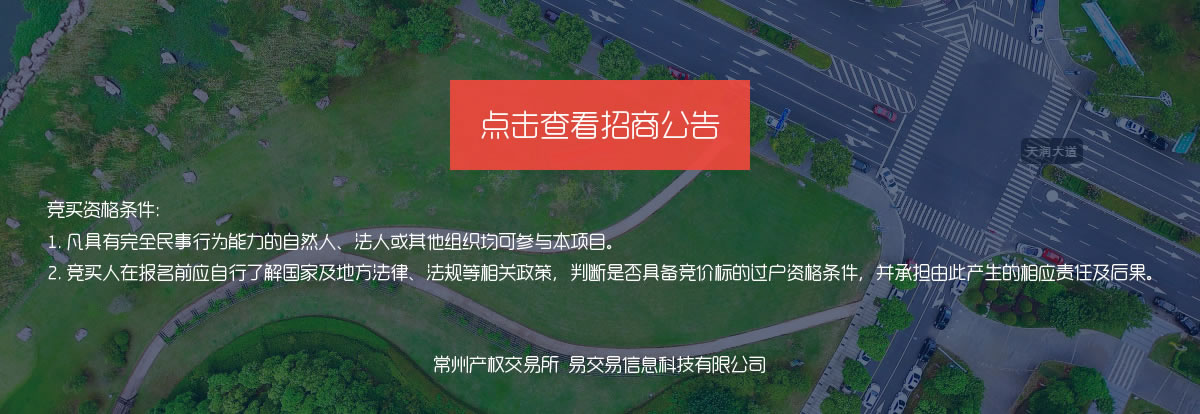 点击查看招商公告
天润大道
竞买资格条件:
1. 凡具有完全民事行为能力的自然人、法人或其他组织均可参与本项目。
2. 竞买人在报名前应自行了解国家及地方法律、法规等相关政策，判断是否具备竞价标的过户资格条件，并承担由此产生的相应责任及后果。
常州产权交易所 易交易信息科技有限公司